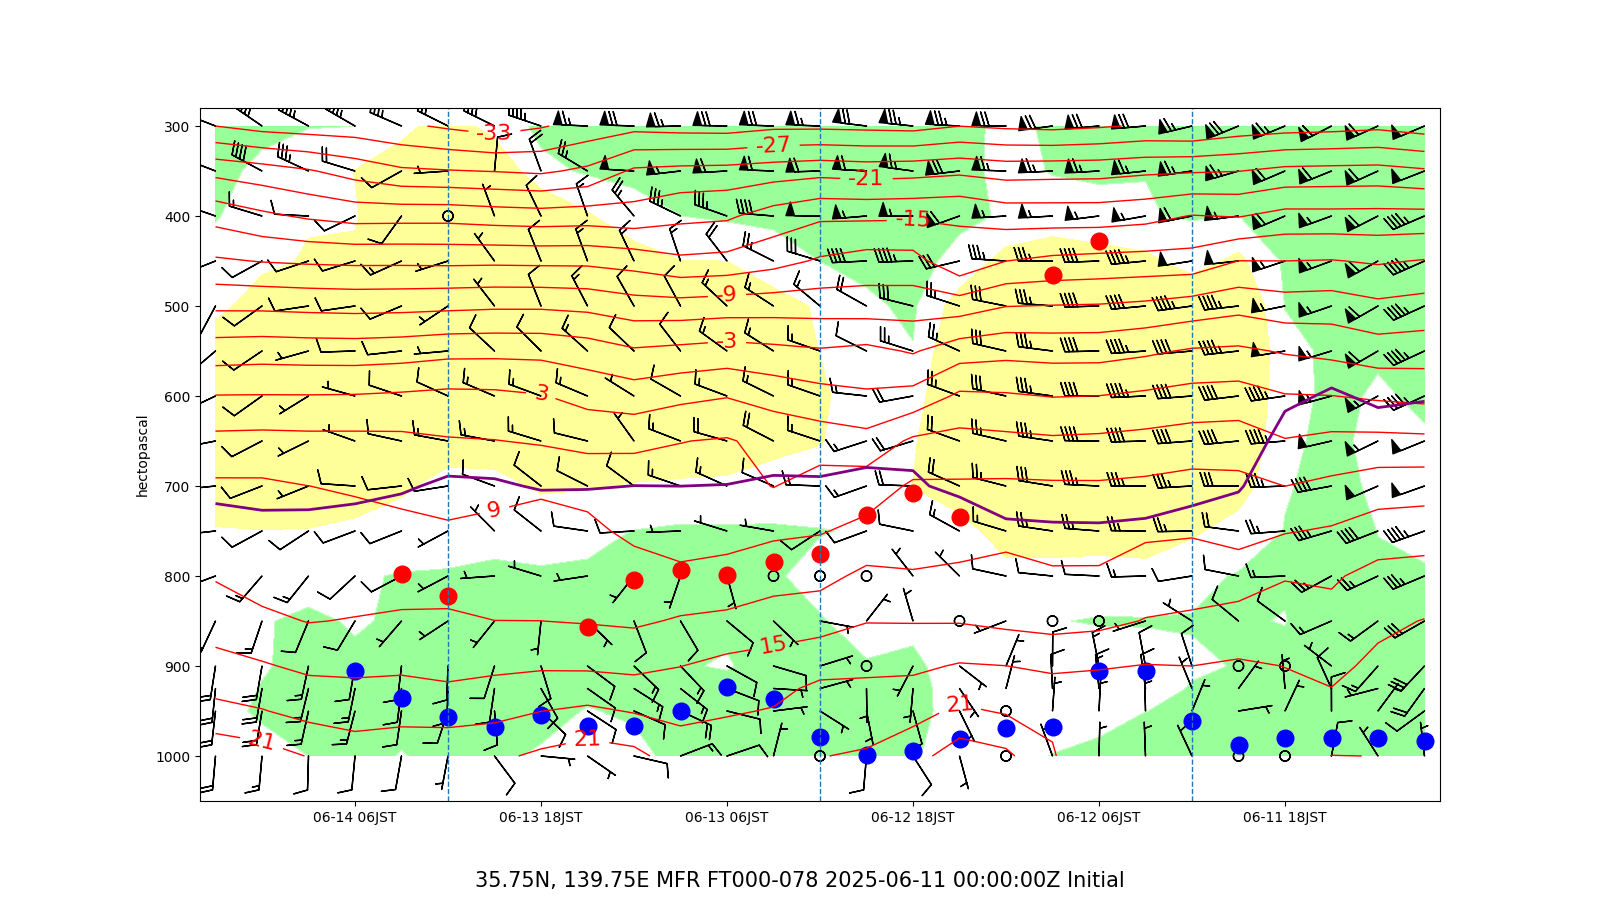 300
400
500
600
700
800
900
1000
hectopascal
-33
-27
-21
-15
-9
-3
3
9
15
21
21
21
06-14 06JST
06-13 18JST
06-13 06JST
06-12 18JST
06-12 06JST
06-11 18JST
35.75N, 139.75E MFR FT000-078 2025-06-11 00:00:00Z Initial